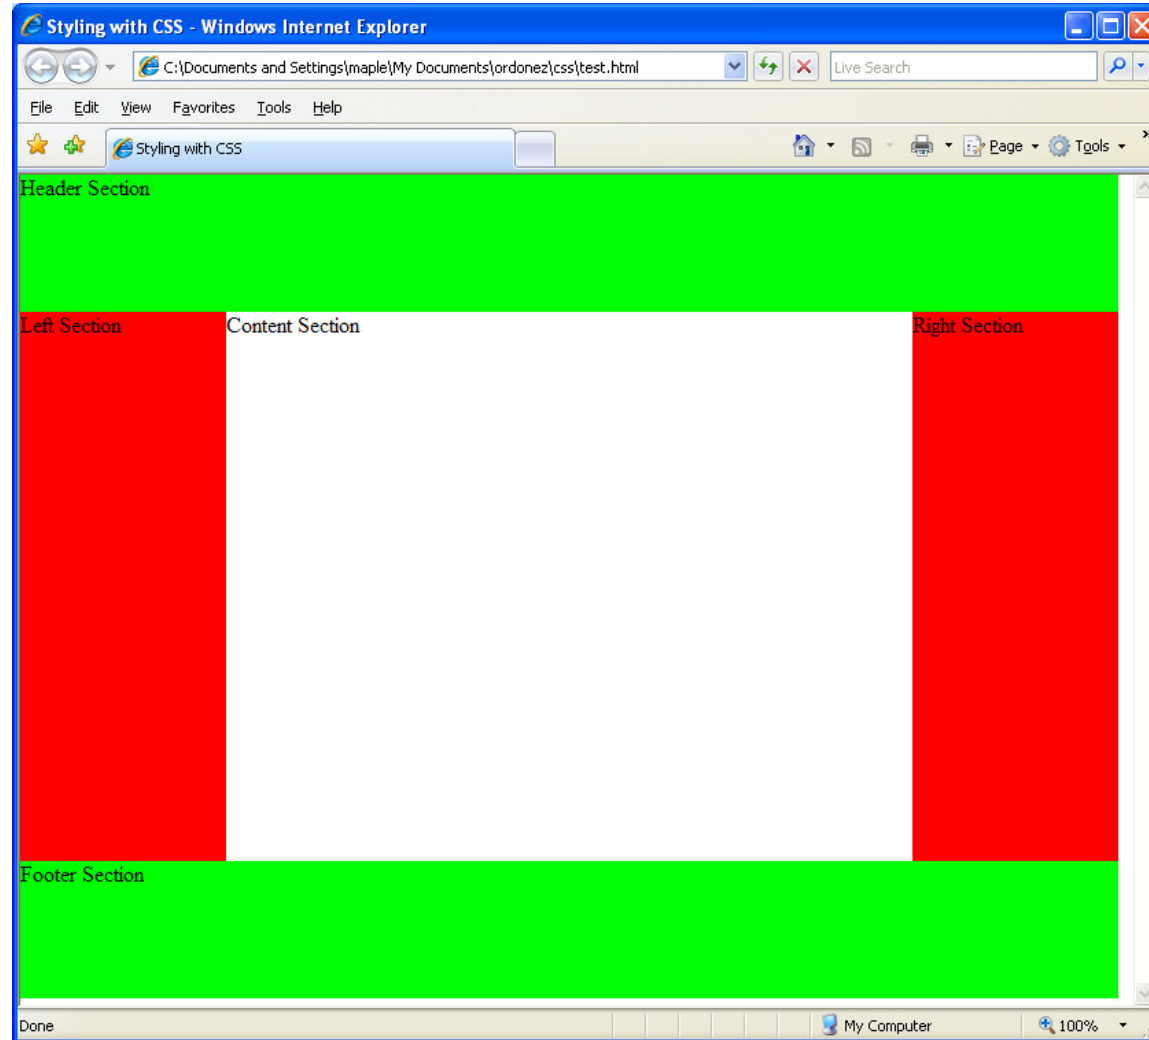 Styling with CSS - Windows Internet Explorer
C:\Documents and Settings\maple\My Documents\ordonez\css\test.html
Live Search
File Edit View Favorites Tools Help
Styling with CSS
Page Tools
Header Section
Left Section
Content Section
Right Section
Footer Section
Done
My Computer
100%